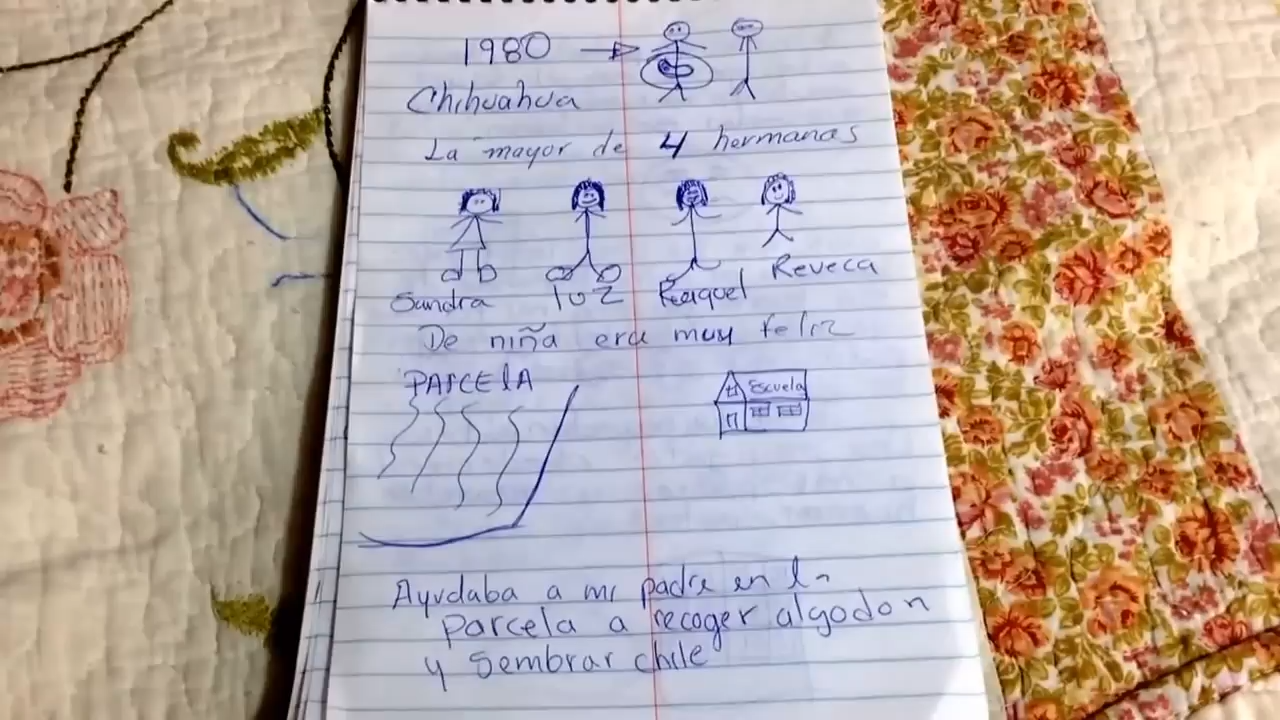 1980
Chihuahua
La mayor de 4 hermanas
Sandra luz Raquel Reveca
De niña era muy feliz
PARCElA
Escuela
Ayudaba a mi padre en la
parcela a recoger algodon
y sembrar chile